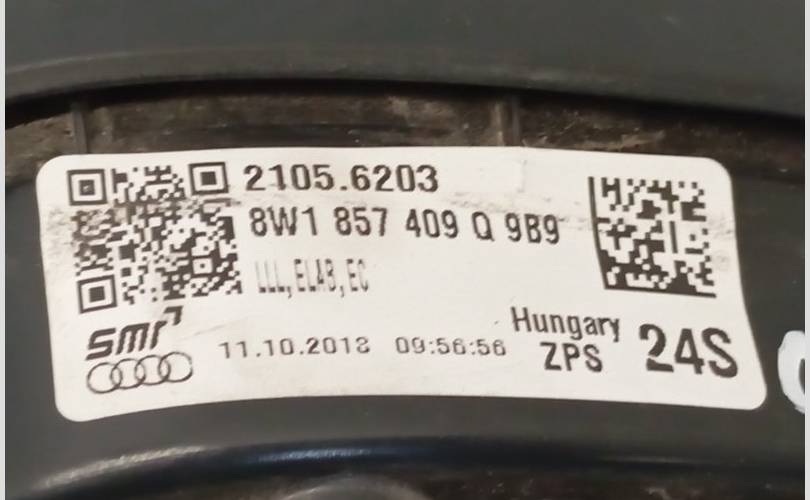 2105.6203
8W1 857 409 Q 9B9
LLL, ELAB, EC
smr
11.10.2018 09:56:56
Hungary
ZPS
24S